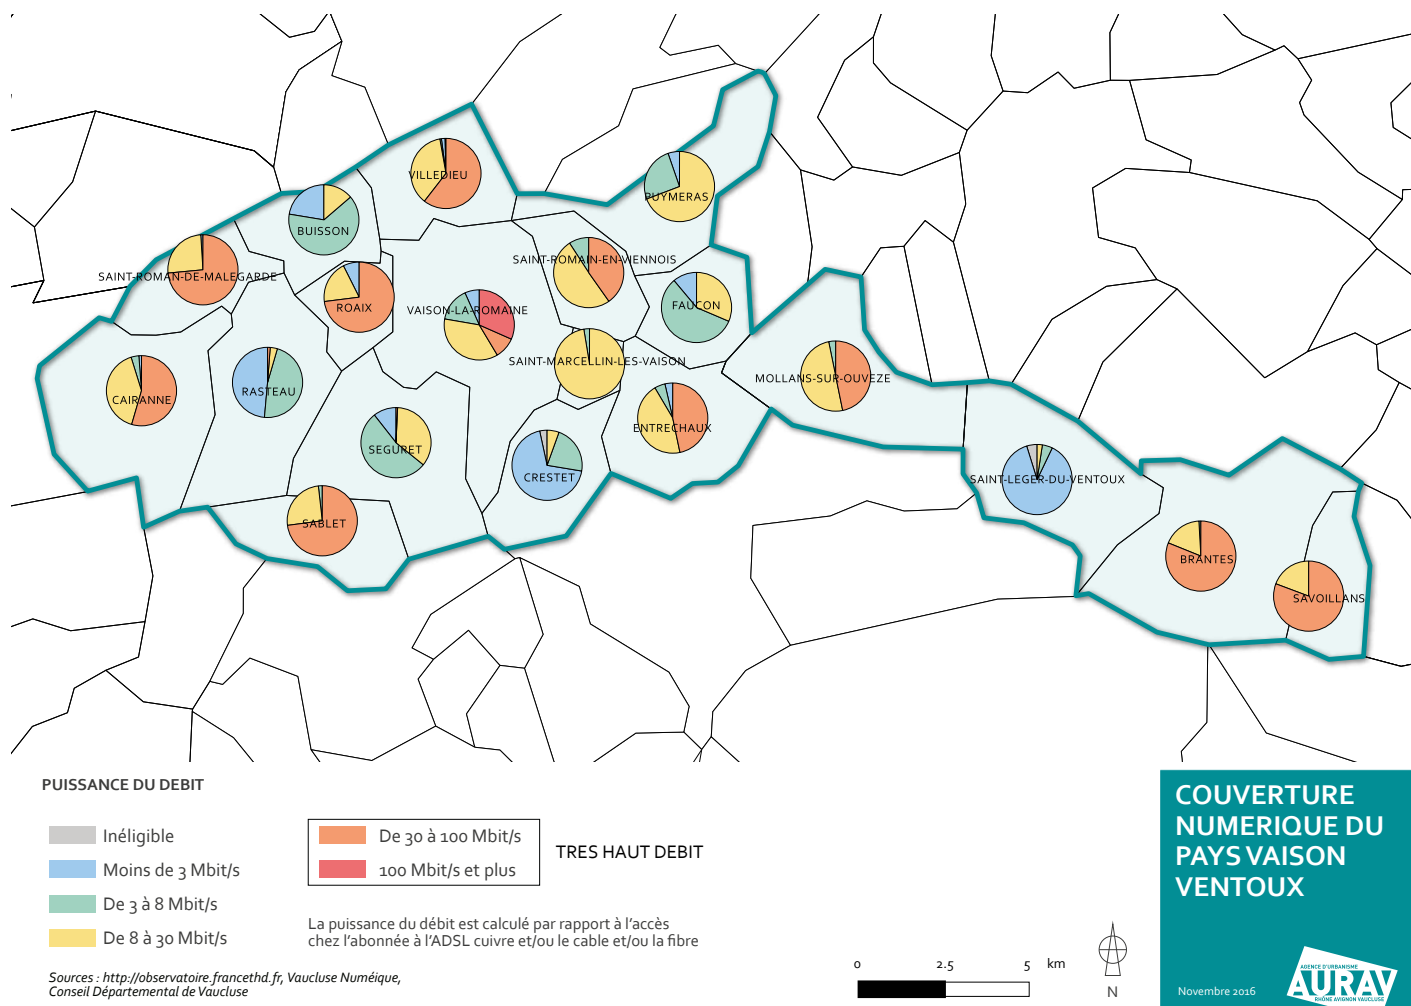 VILLEDIEU
PUYMERAS
BUISSON
SAINT-ROMAN-DE-MALEGARDE
SAINT-ROMAIN-EN-VIENNOIS
ROAIX
VAISON-LA-ROMAINE
FAUCON
SAINT-MARCELLIN-LES-VAISON
MOLLANS-SUR-OUVEZE
CAIRANNE
RASTEAU
ENTRECHAUX
SEGURET
CRESTET
SAINT-LEGER-DU-VENTOUX
SABLET
BRANTES
SAVOILLANS
PUISSANCE DU DEBIT
Inéligible
Moins de 3 Mbit/s
De 3 à 8 Mbit/s
De 8 à 30 Mbit/s
De 30 à 100 Mbit/s
100 Mbit/s et plus
TRES HAUT DEBIT
La puissance du débit est calculé par rapport à l'accès
chez l'abonnée à l'ADSL cuivre et/ou le cable et/ou la fibre
Sources : http://observatoire.francethd.fr, Vaucluse Numéique,
Conseil Départemental de Vaucluse
0 2.5 5 km
N
COUVERTURE
NUMERIQUE DU
PAYS VAISON
VENTOUX
Novembre 2016
AGENCE D'URBANISME
AURAV
RHÔNE AVIGNON VAUCLUSE